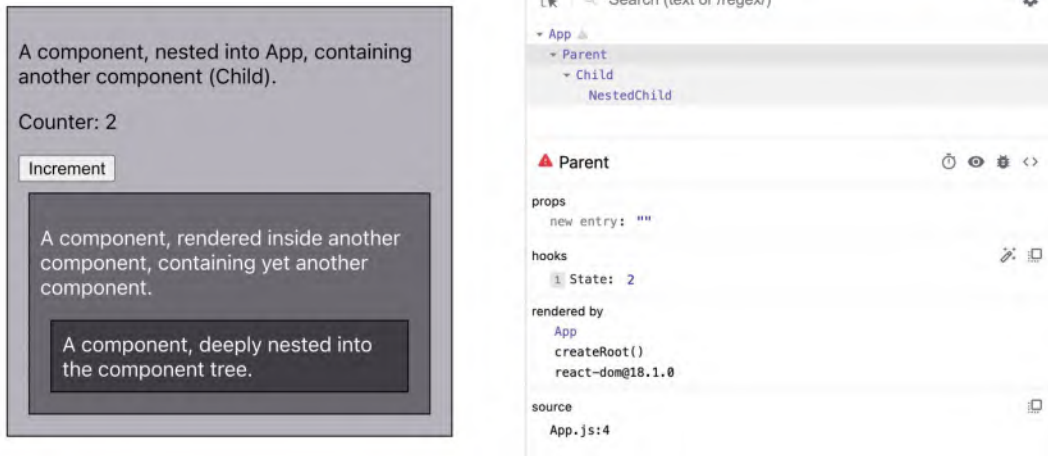 A component, nested into App, containing
another component (Child).
Counter: 2
Increment
A component, rendered inside another
component, containing yet another
component.
A component, deeply nested into
the component tree.
Search (text or /regex/)
App
Parent
Child
NestedChild
Parent
props
new entry: ""
hooks
1 State: 2
rendered by
App
createRoot()
react-dom@18.1.0
source
App.js:4